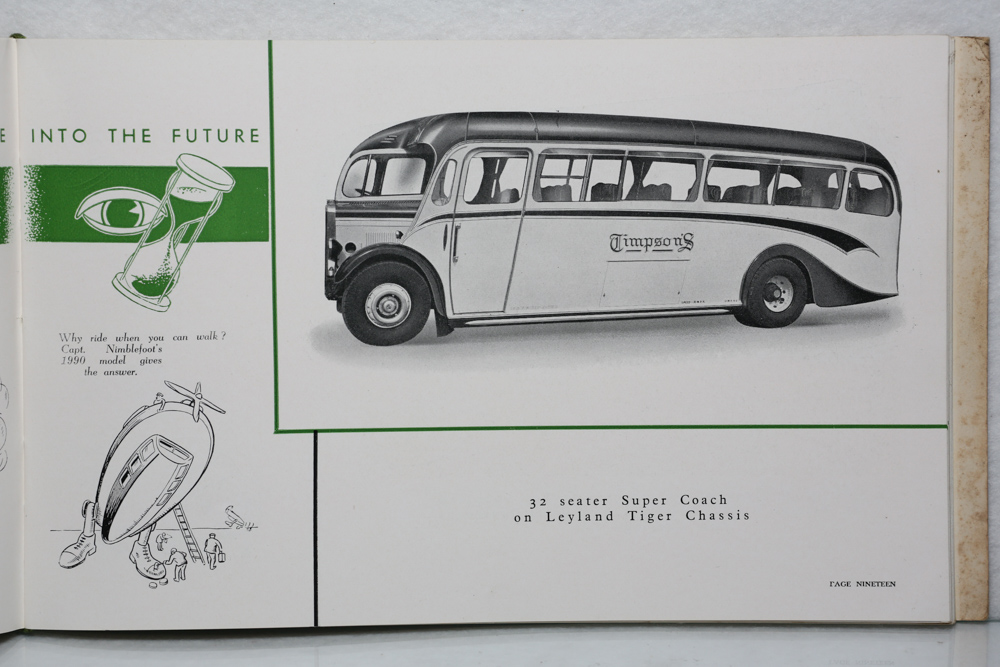 E INTO THE FUTURE
Why ride when you can walk?
Capt. Nimblefoot's
1990 model gives
the answer.
Timpson's
32 seater Super Coach
on Leyland Tiger Chassis
PAGE NINETEEN